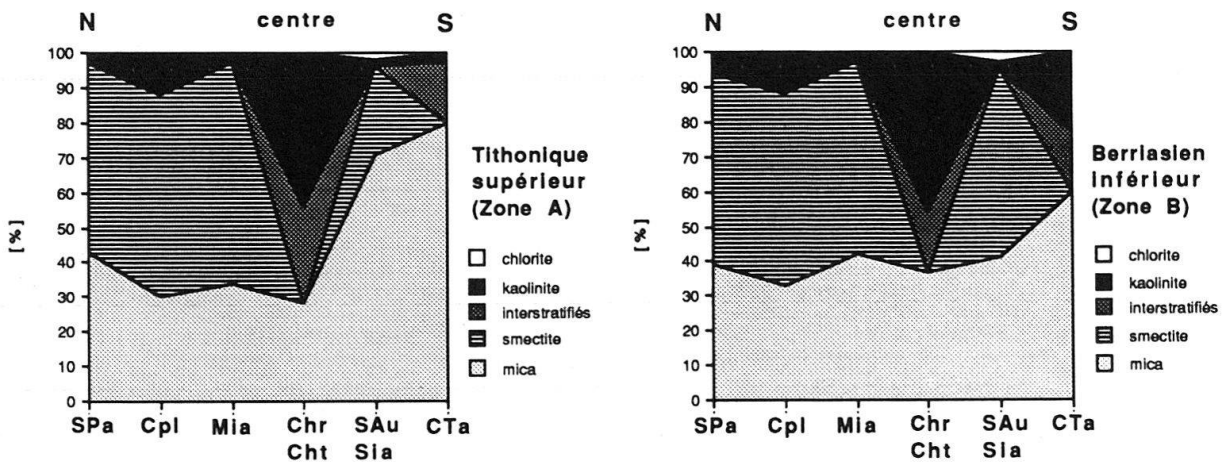 N centre S
100
90
80
70
60
50
40
30
20
10
0
[%]
SPa Cpl Mia Chr SAu CTa
Cht Sia
Tithonique
supérieur
(Zone A)
chlorite
kaolinite
interstratifiés
smectite
mica
N centre S
100
90
80
70
60
50
40
30
20
10
0
[%]
SPa Cpl Mia Chr SAu CTa
Cht Sia
Berriasien
inférieur
(Zone B)
chlorite
kaolinite
interstratifiés
smectite
mica